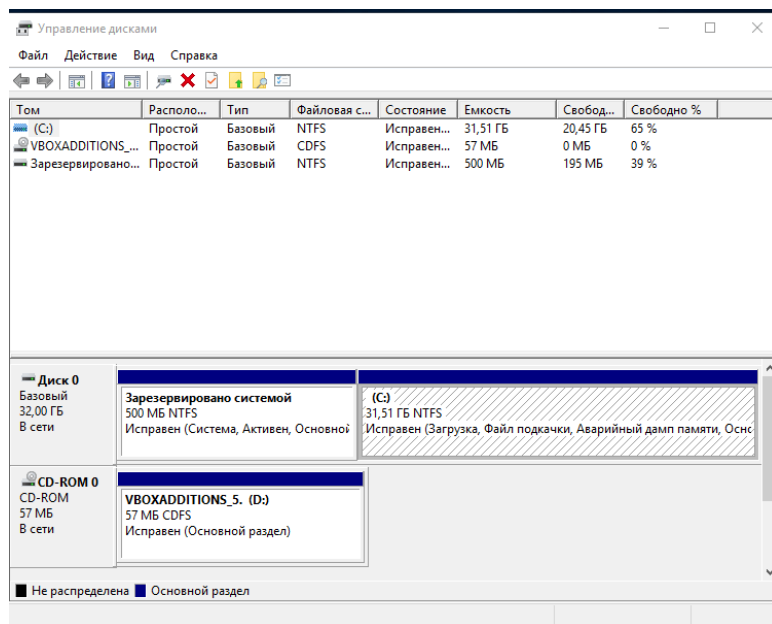 Управление дисками
Файл Действие Вид Справка
Том Располо... Тип Файловая с... Состояние Емкость Свобод... Свободно %
(C:) Простой Базовый NTFS Исправен... 31,51 ГБ 20,45 ГБ 65 %
VBOXADDITIONS_... Простой Базовый CDFS Исправен... 57 МБ 0 МБ 0 %
Зарезервировано... Простой Базовый NTFS Исправен... 500 МБ 195 МБ 39 %
Диск 0
Базовый
32,00 ГБ
В сети
Зарезервировано системой
500 МБ NTFS
Исправен (Система, Активен, Основной
(C:)
31,51 ГБ NTFS
Исправен (Загрузка, Файл подкачки, Аварийный дамп памяти, Осно
CD-ROM 0
CD-ROM
57 МБ
В сети
VBOXADDITIONS_5. (D:)
57 МБ CDFS
Исправен (Основной раздел)
Не распределена Основной раздел